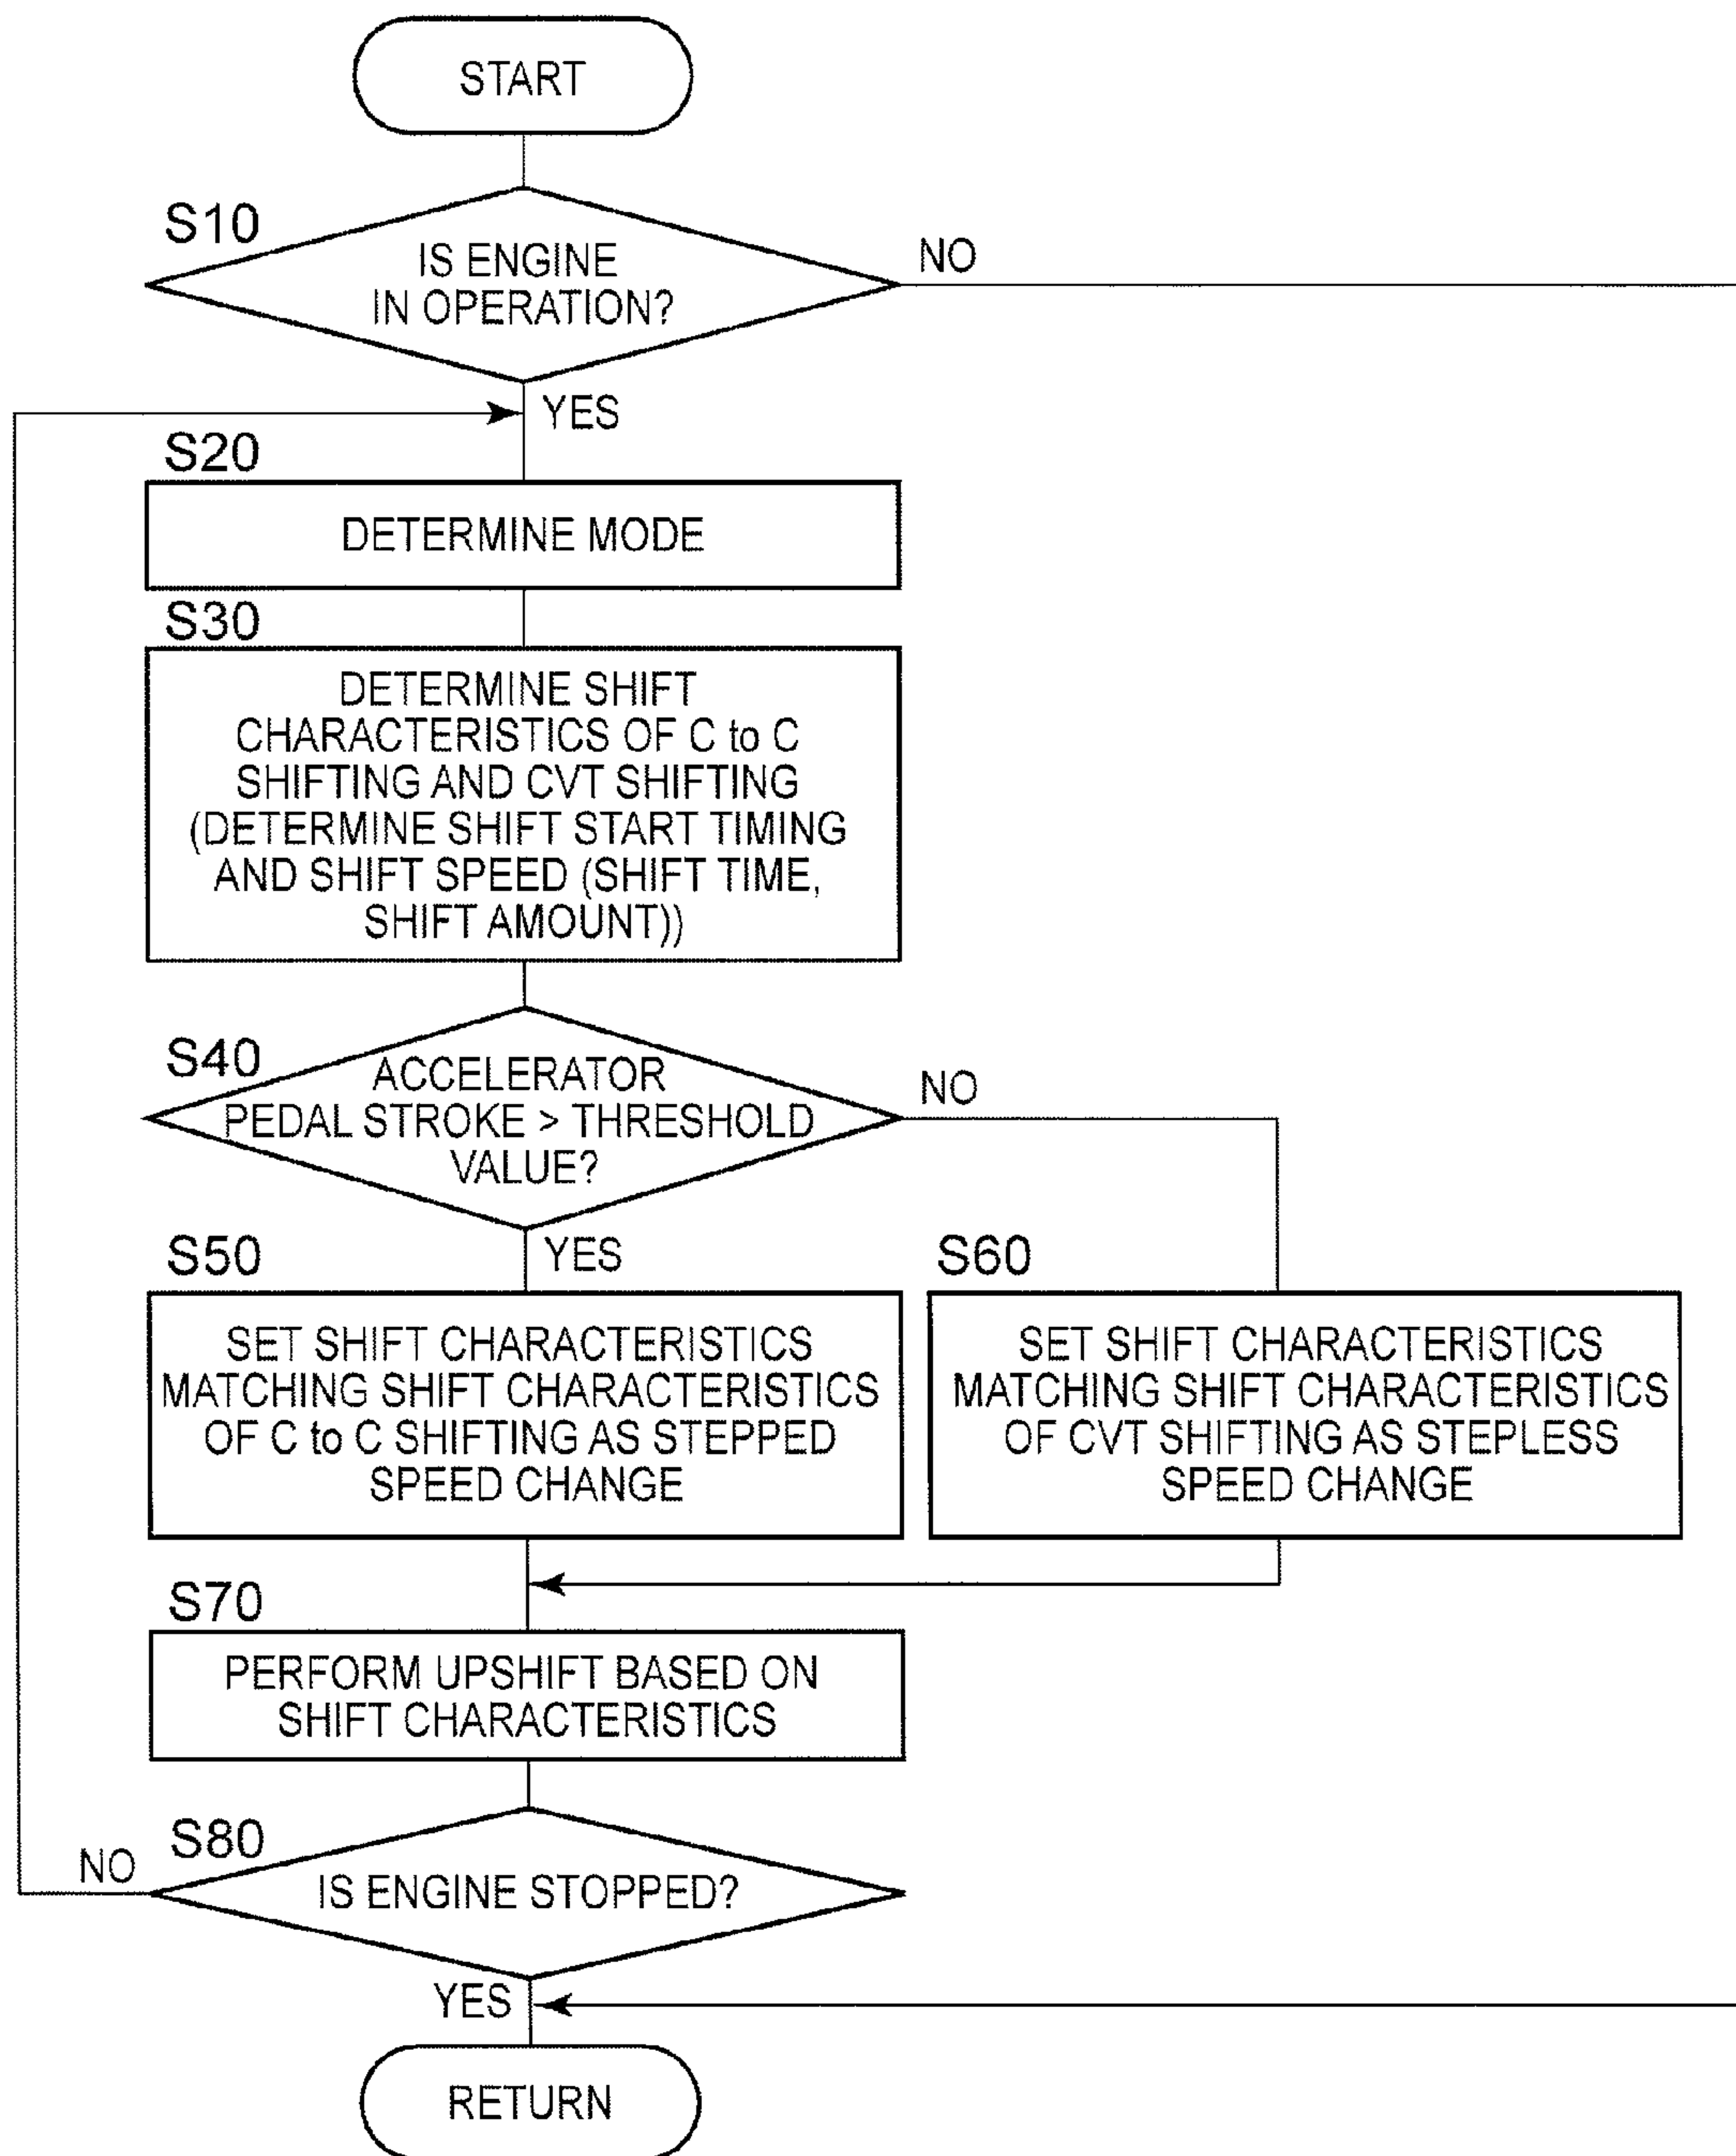 START
S10
IS ENGINE
IN OPERATION?
NO
YES
S20
DETERMINE MODE
S30
DETERMINE SHIFT
CHARACTERISTICS OF C to C
SHIFTING AND CVT SHIFTING
(DETERMINE SHIFT START TIMING
AND SHIFT SPEED (SHIFT TIME,
SHIFT AMOUNT))
S40
ACCELERATOR
PEDAL STROKE > THRESHOLD
VALUE?
NO
YES
S50
SET SHIFT CHARACTERISTICS
MATCHING SHIFT CHARACTERISTICS
OF C to C SHIFTING AS STEPPED
SPEED CHANGE
S60
SET SHIFT CHARACTERISTICS
MATCHING SHIFT CHARACTERISTICS
OF CVT SHIFTING AS STEPLESS
SPEED CHANGE
S70
PERFORM UPSHIFT BASED ON
SHIFT CHARACTERISTICS
S80
NO
IS ENGINE STOPPED?
YES
RETURN